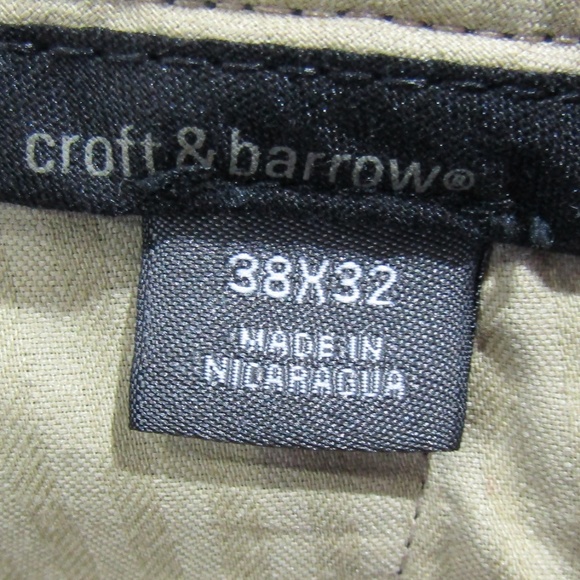 croft & barrow®
38X32
MADE IN
NICARAGUA